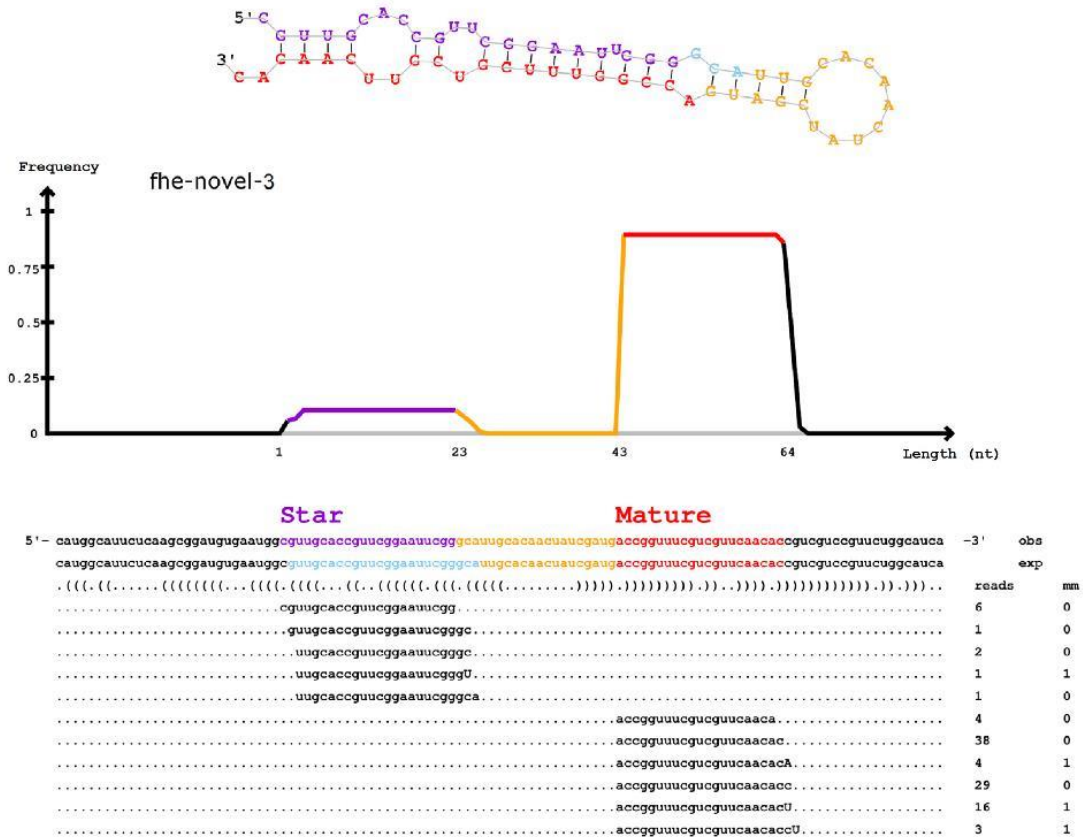 5' C G U U G C A C C G U U C G G A A U U C G G G C A U U G C A C A A C U A U C G A U G A C C G G U U U C G U C G U U C A A C A C 3'
Frequency
fhe-novel-3
1
0.75
0.5
0.25
0
1 23 43 64
Length (nt)
Star Mature
5'- cauggcauucucaagcggaugugaauggcguugcaccguucggaauucgggcauugcacaacuaucgaugaccgguuucgucguucaacaccgucguccguucuggcauca -3' obs
cauggcauucucaagcggaugugaauggcguugcaccguucggaauucgggcauugcacaacuaucgaugaccgguuucgucguucaacaccgucguccguucuggcauca exp
reads mm
............................cguugcaccguucggaauucgg............................................................. 6 0
.............................guugcaccguucggaauucgggc........................................................... 1 0
..............................uugcaccguucggaauucgggc........................................................... 2 0
..............................uugcaccguucggaauucgggU........................................................... 1 1
..............................uugcaccguucggaauucgggca.......................................................... 1 0
......................................................................accgguuucgucguucaaca..................... 4 0
......................................................................accgguuucgucguucaacac.................... 38 0
......................................................................accgguuucgucguucaacacA................... 4 1
......................................................................accgguuucgucguucaacacc................... 29 0
......................................................................accgguuucgucguucaacacU................... 16 1
......................................................................accgguuucgucguucaacaccU.................. 3 1